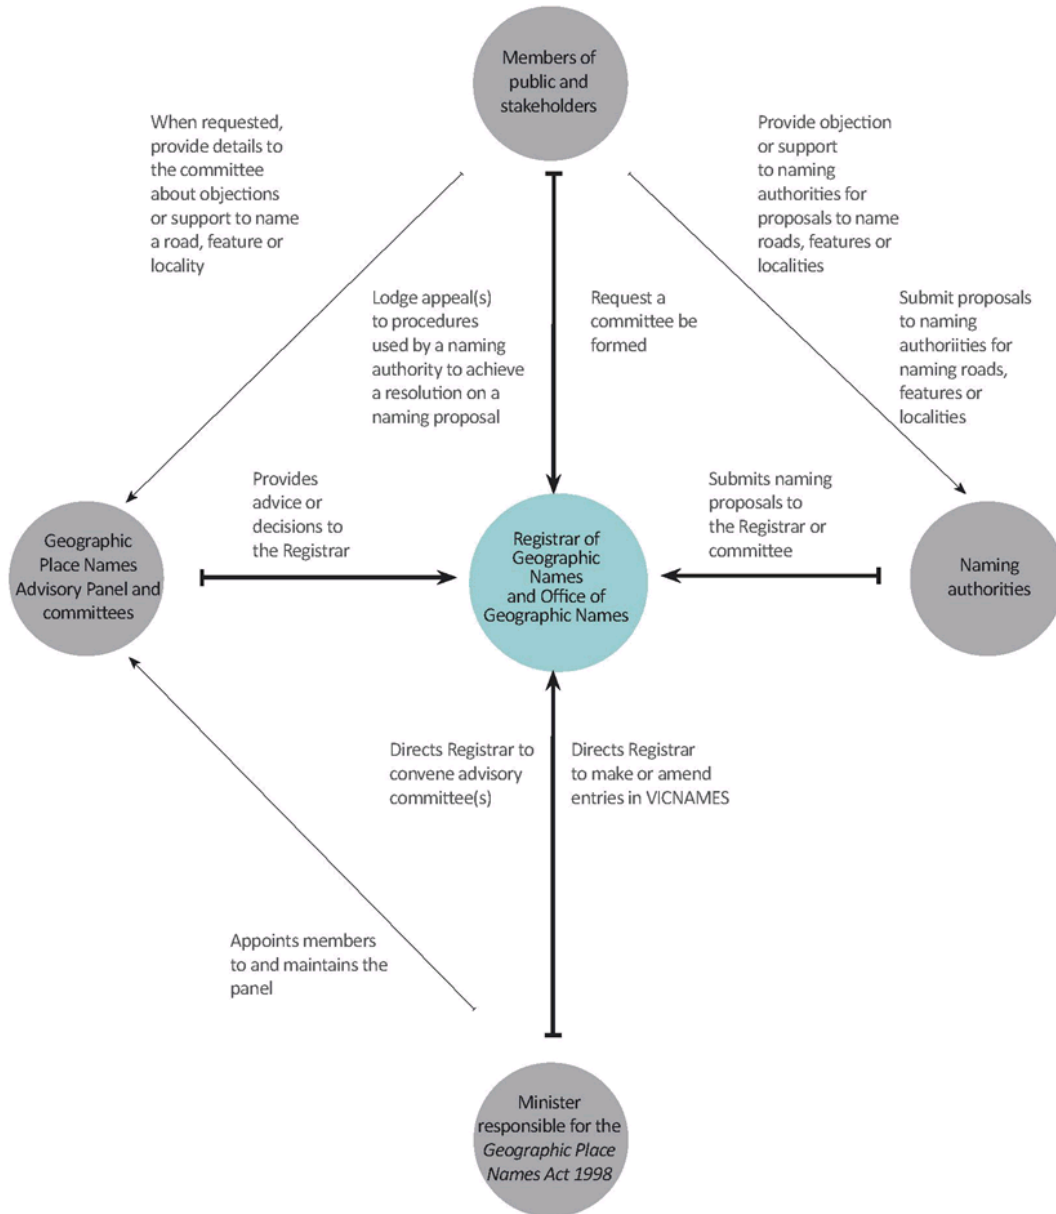 Members of
public and
stakeholders
When requested,
provide details to
the committee
about objections
or support to name
a road, feature or
locality
Provide objection
or support
to naming
authorities for
proposals to name
roads, features or
localities
Lodge appeal(s)
to procedures
used by a naming
authority to achieve
a resolution on a
naming proposal
Request a
committee be
formed
Submit proposals
to naming
authoriities for
naming roads,
features or
localities
Provides
advice or
decisions to
the Registrar
Submits naming
proposals to
the Registrar or
committee
Geographic
Place Names
Advisory Panel and
committees
Registrar of
Geographic
Names
and Office of
Geographic Names
Naming
authorities
Directs Registrar to
convene advisory
committee(s)
Directs Registrar
to make or amend
entries in VICNAMES
Appoints members
to and maintains the
panel
Minister
responsible for the
Geographic Place
Names Act 1998